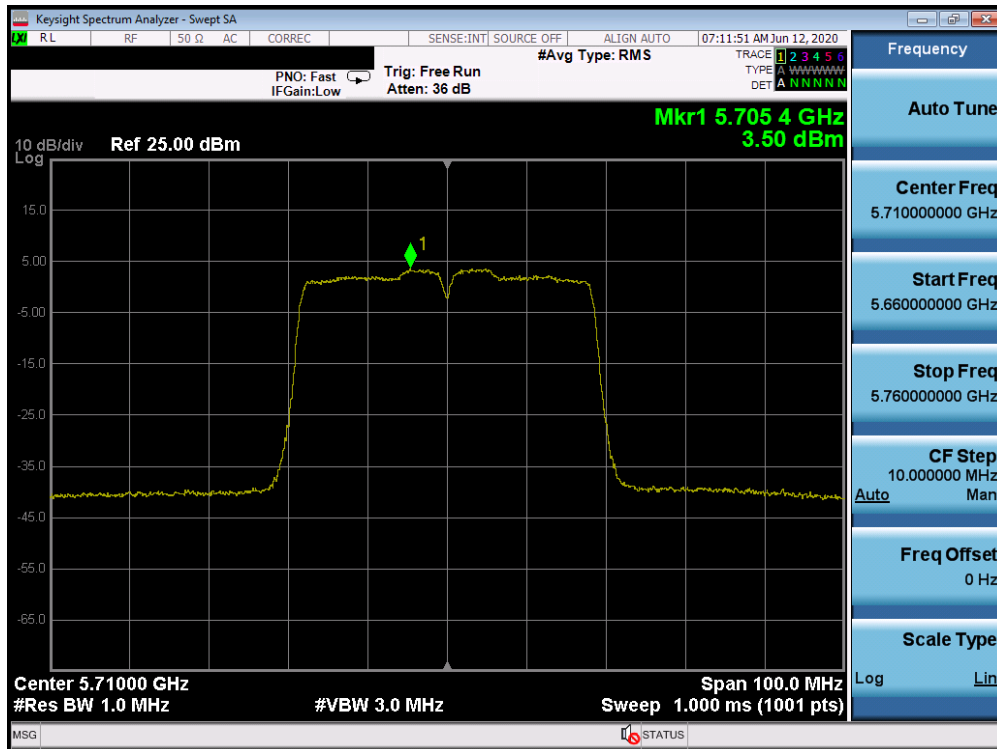 Keysight Spectrum Analyzer - Swept SA
LXI RL RF 50 Ω AC CORREC SENSE:INT SOURCE OFF ALIGN AUTO 07:11:51 AM Jun 12, 2020
#Avg Type: RMS
TRACE 1 2 3 4 5 6
PNO: Fast Trig: Free Run
TYPE A WWWWW
IFGain:Low Atten: 36 dB
DET A N N N N N
Mkr1 5.705 4 GHz
3.50 dBm
10 dB/div Ref 25.00 dBm
Log
15.0
1
5.00
-5.00
-15.0
-25.0
-35.0
-45.0
-55.0
-65.0
Center 5.71000 GHz Span 100.0 MHz
#Res BW 1.0 MHz #VBW 3.0 MHz Sweep 1.000 ms (1001 pts)
MSG STATUS
Frequency
Auto Tune
Center Freq
5.710000000 GHz
Start Freq
5.660000000 GHz
Stop Freq
5.760000000 GHz
CF Step
10.000000 MHz
Auto Man
Freq Offset
0 Hz
Scale Type
Log Lin